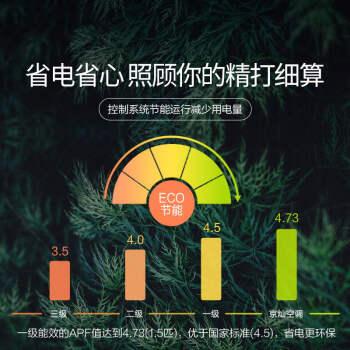 省电省心 照顾你的精打细算
控制系统节能运行减少用电量
ECO
节能
3.5
4.0
4.5
4.73
三级
二级
一级
京灿空调
一级能效的APF值达到4.73(1.5匹)，优于国家标准(4.5)，省电更环保